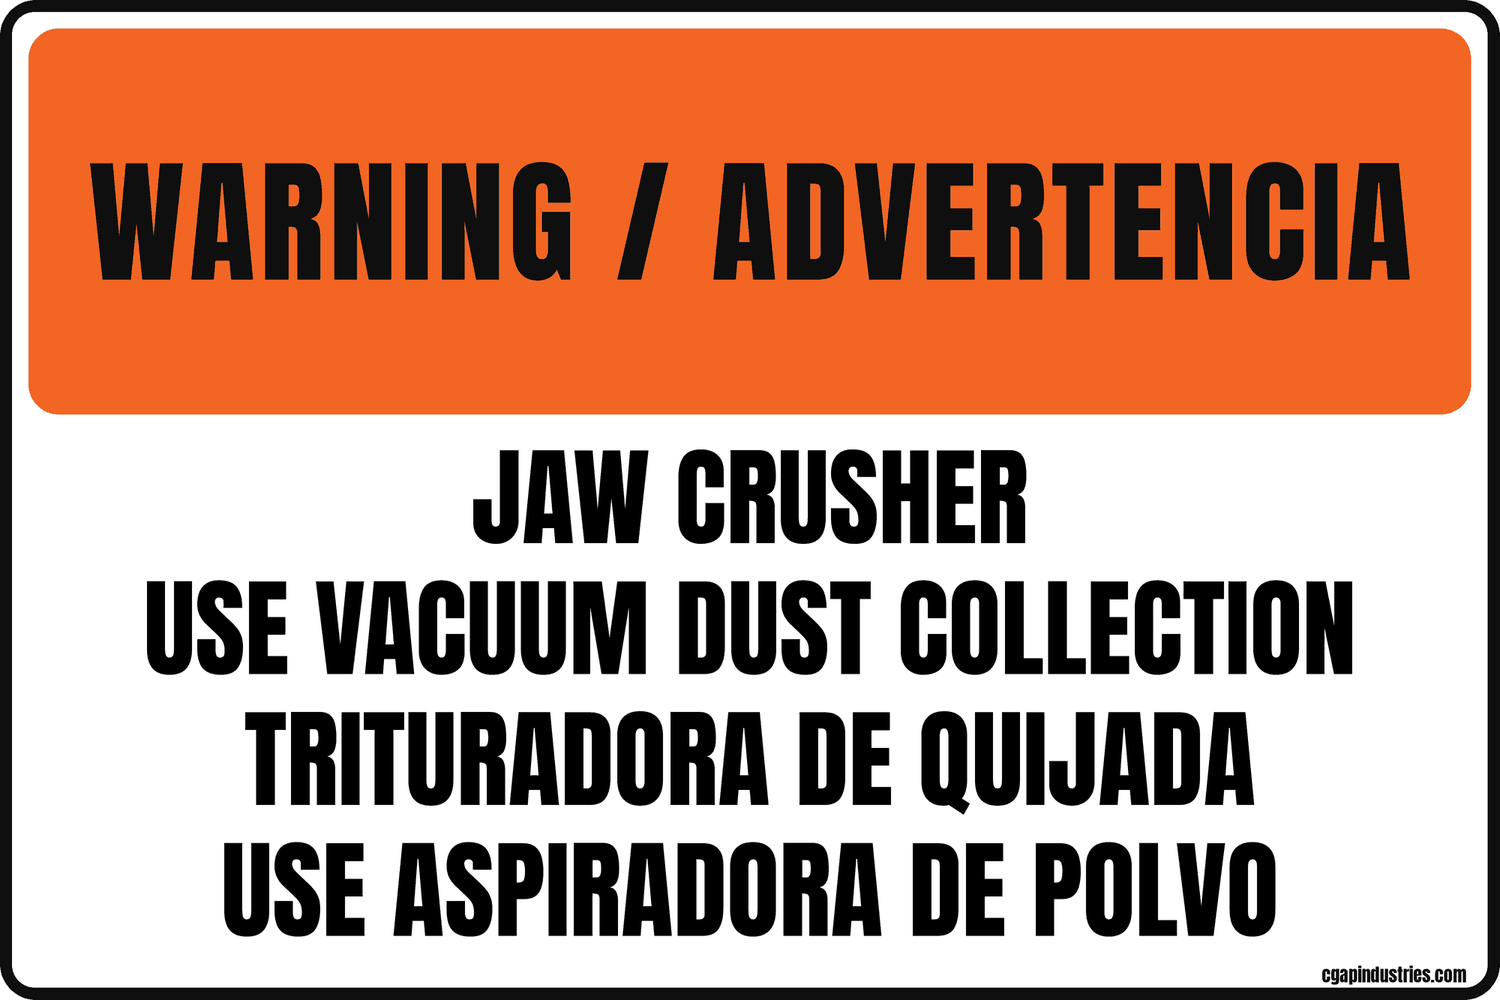 WARNING / ADVERTENCIA
JAW CRUSHER
USE VACUUM DUST COLLECTION
TRITURADORA DE QUIJADA
USE ASPIRADORA DE POLVO
cgapindustries.com